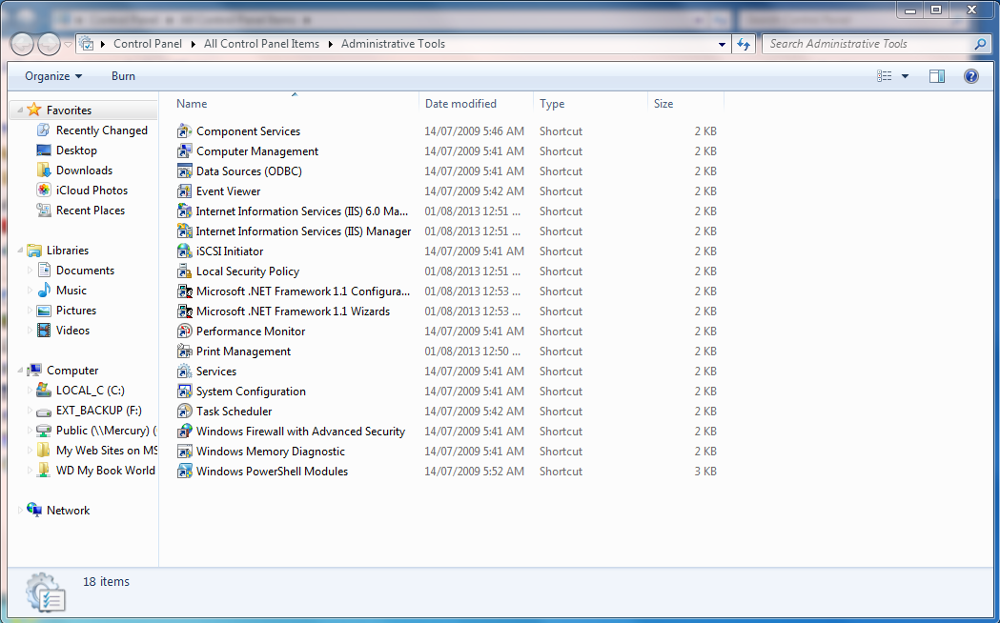 Control Panel All Control Panel Items Administrative Tools Search Administrative Tools
Organize Burn
Name Date modified Type Size
Favorites
Recently Changed
Desktop
Downloads
iCloud Photos
Recent Places
Libraries
Documents
Music
Pictures
Videos
Computer
LOCAL_C (C:)
EXT_BACKUP (F:)
Public (\\Mercury) (
My Web Sites on MS
WD My Book World
Network
Component Services 14/07/2009 5:46 AM Shortcut 2 KB
Computer Management 14/07/2009 5:41 AM Shortcut 2 KB
Data Sources (ODBC) 14/07/2009 5:41 AM Shortcut 2 KB
Event Viewer 14/07/2009 5:42 AM Shortcut 2 KB
Internet Information Services (IIS) 6.0 Ma... 01/08/2013 12:51 ... Shortcut 2 KB
Internet Information Services (IIS) Manager 01/08/2013 12:51 ... Shortcut 2 KB
iSCSI Initiator 14/07/2009 5:41 AM Shortcut 2 KB
Local Security Policy 01/08/2013 12:51 ... Shortcut 2 KB
Microsoft .NET Framework 1.1 Configura... 01/08/2013 12:53 ... Shortcut 2 KB
Microsoft .NET Framework 1.1 Wizards 01/08/2013 12:53 ... Shortcut 2 KB
Performance Monitor 14/07/2009 5:41 AM Shortcut 2 KB
Print Management 01/08/2013 12:50 ... Shortcut 2 KB
Services 14/07/2009 5:41 AM Shortcut 2 KB
System Configuration 14/07/2009 5:41 AM Shortcut 2 KB
Task Scheduler 14/07/2009 5:42 AM Shortcut 2 KB
Windows Firewall with Advanced Security 14/07/2009 5:41 AM Shortcut 2 KB
Windows Memory Diagnostic 14/07/2009 5:41 AM Shortcut 2 KB
Windows PowerShell Modules 14/07/2009 5:52 AM Shortcut 3 KB
18 items